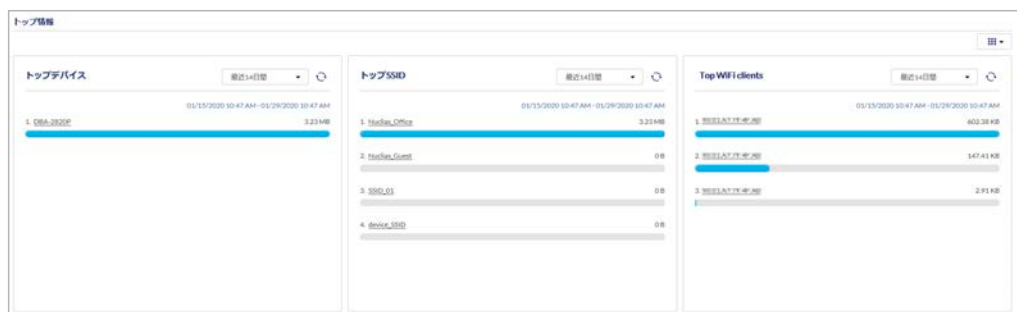 トップ情報
トップデバイス
最近14日間
01/15/2020 10:47 AM - 01/29/2020 10:47 AM
1. DBA-2820P
3.23 MB
トップSSID
最近14日間
01/15/2020 10:47 AM - 01/29/2020 10:47 AM
1. Nuclias_Office
3.23 MB
2. Nuclias_Guest
0 B
3. SSID_01
0 B
4. device_SSID
0 B
Top WiFi clients
最近14日間
01/15/2020 10:47 AM - 01/29/2020 10:47 AM
1.
602.38 KB
2.
147.41 KB
3.
2.91 KB